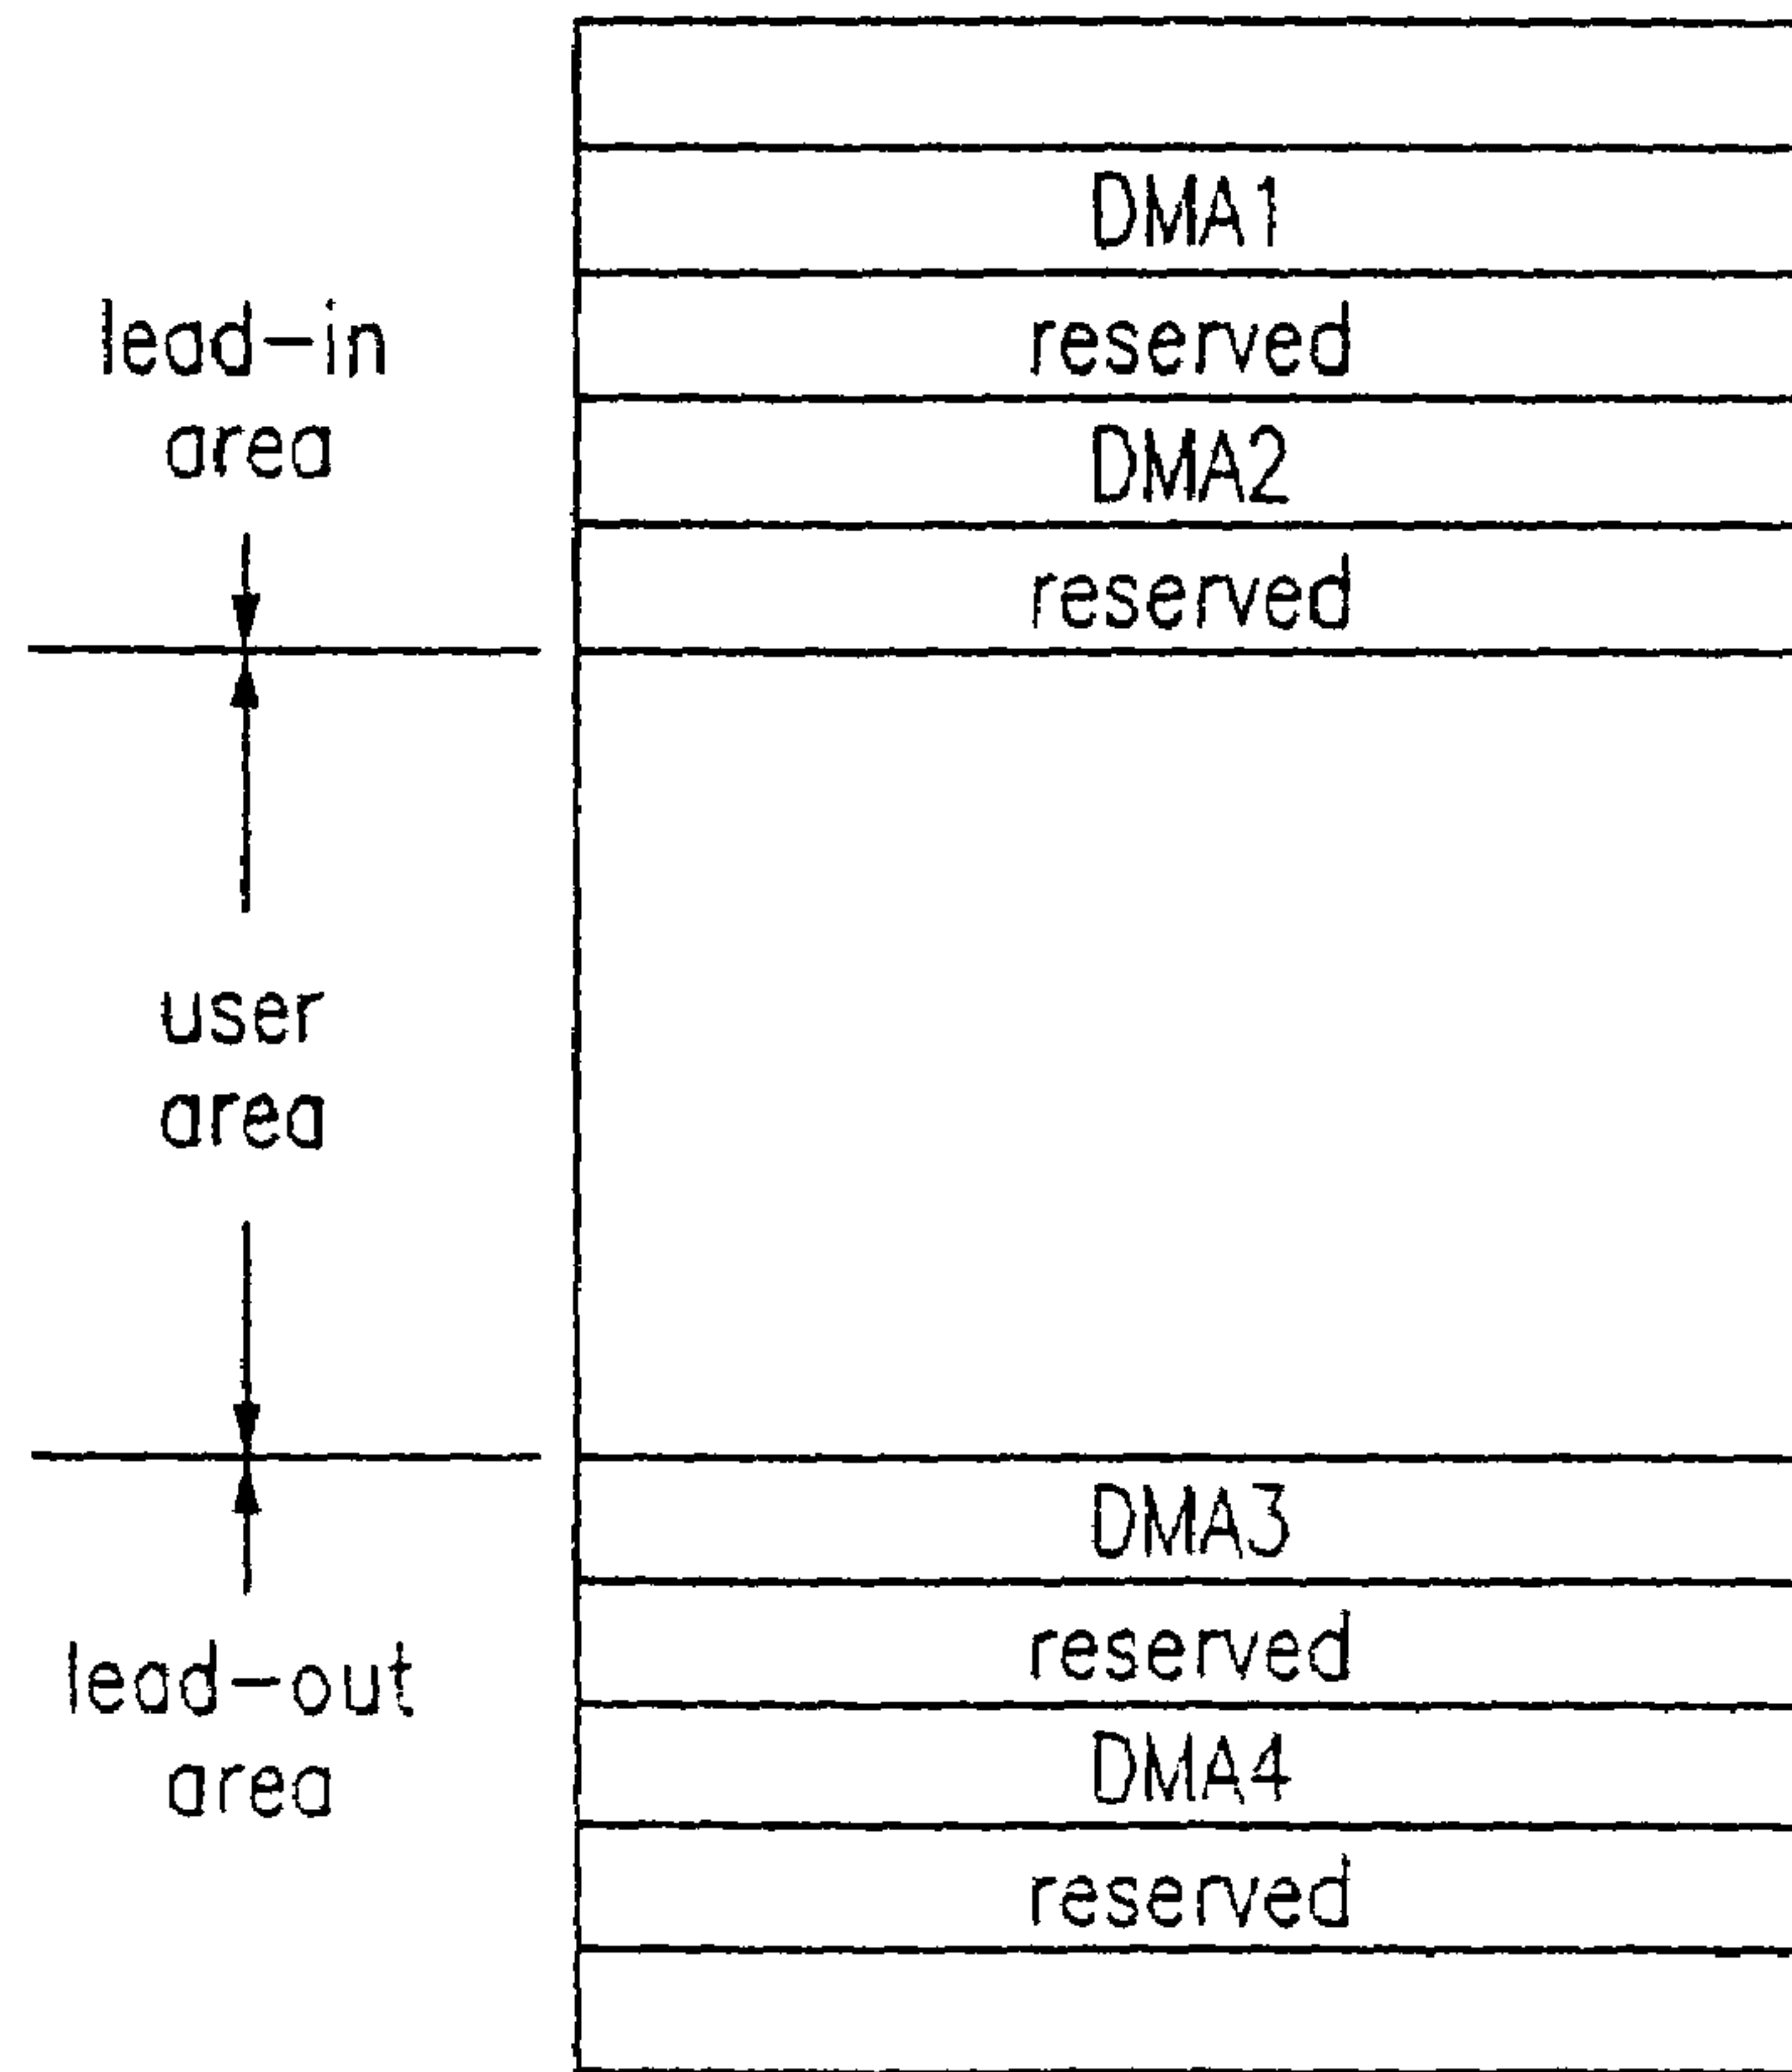 DMA1
lead-in
area
reserved
DMA2
reserved
user
area
DMA3
reserved
lead-out
area
DMA4
reserved